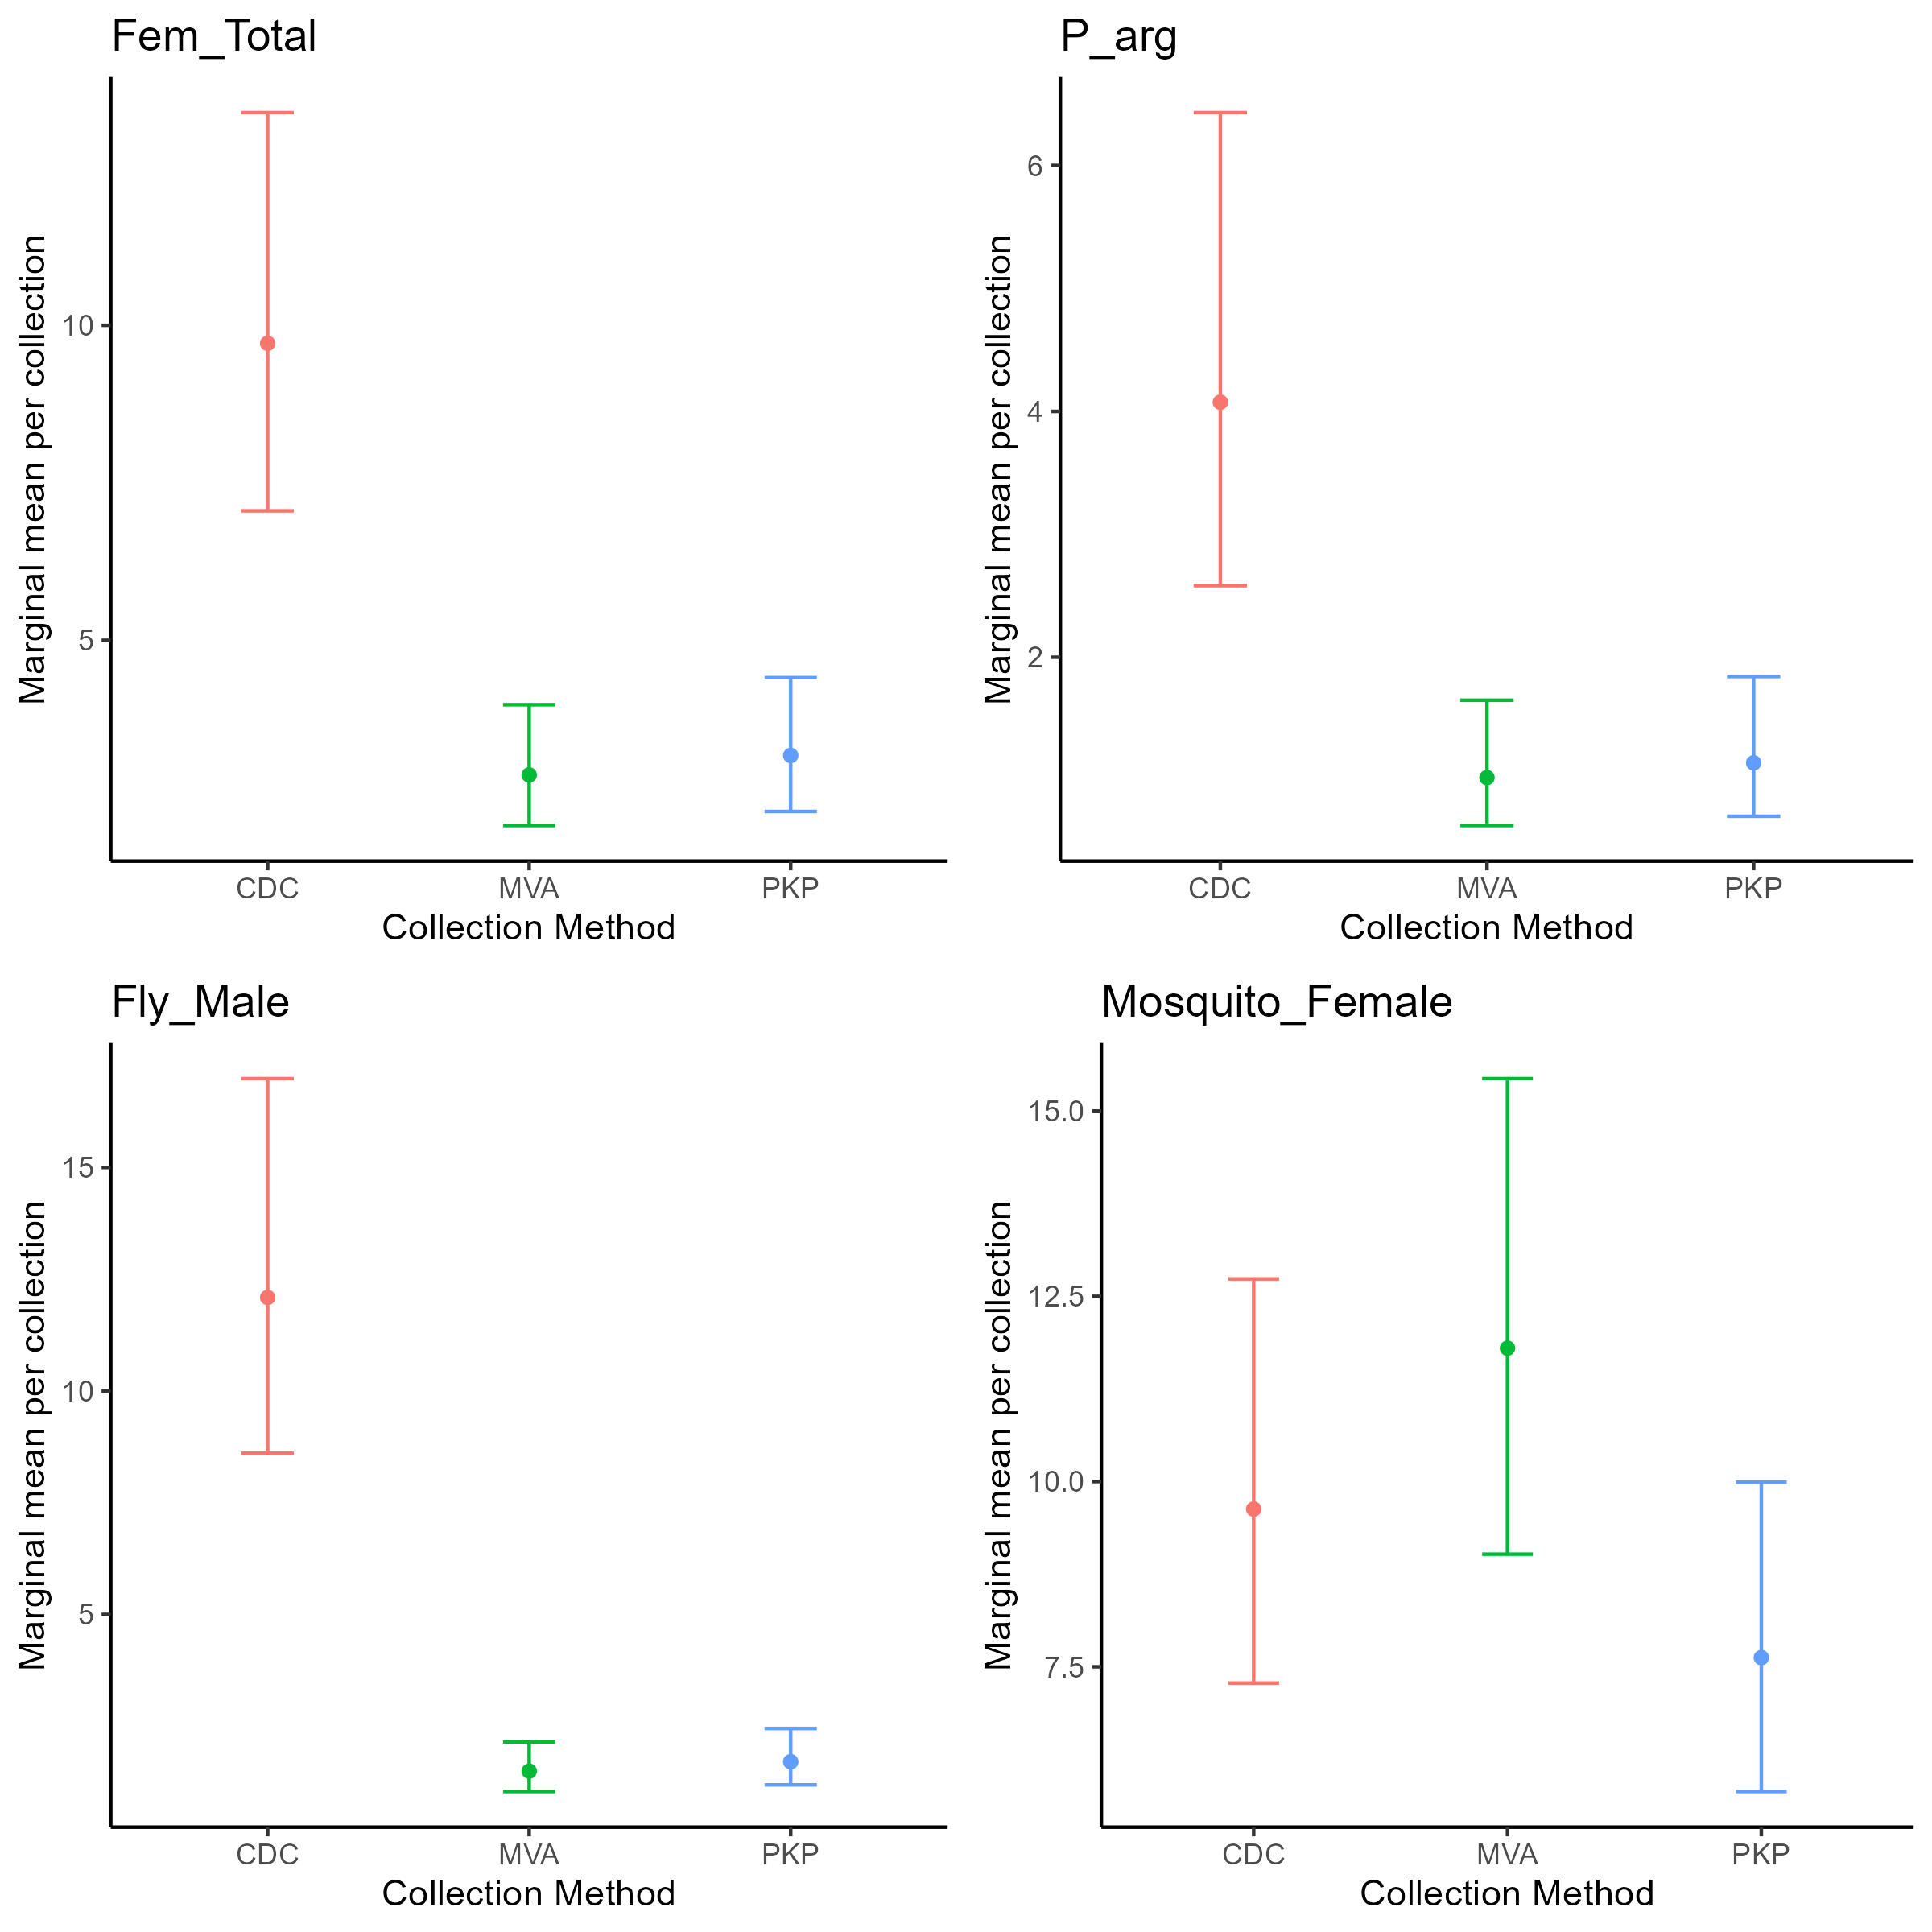 Fem_Total
Marginal mean per collection
10
5
CDC MVA PKP
Collection Method
P_arg
Marginal mean per collection
6
4
2
CDC MVA PKP
Collection Method
Fly_Male
Marginal mean per collection
15
10
5
CDC MVA PKP
Collection Method
Mosquito_Female
Marginal mean per collection
15.0
12.5
10.0
7.5
CDC MVA PKP
Collection Method